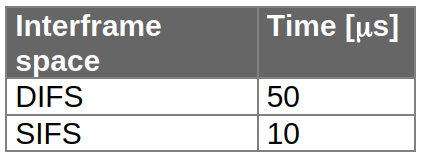 Interframe space Time [μs]
DIFS 50
SIFS 10